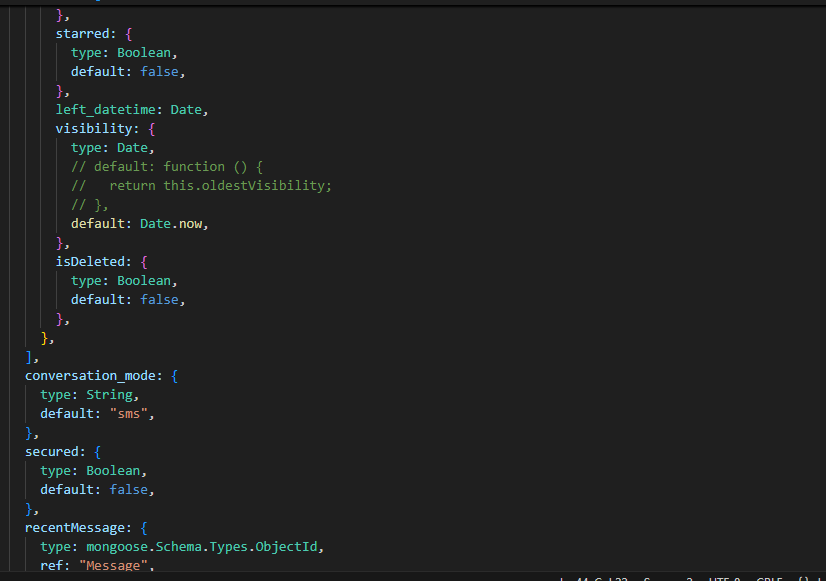 },
starred: {
type: Boolean,
default: false,
},
left_datetime: Date,
visibility: {
type: Date,
// default: function () {
//   return this.oldestVisibility;
// },
default: Date.now,
},
isDeleted: {
type: Boolean,
default: false,
},
},
],
conversation_mode: {
type: String,
default: "sms",
},
secured: {
type: Boolean,
default: false,
},
recentMessage: {
type: mongoose.Schema.Types.ObjectId,
ref: "Message",